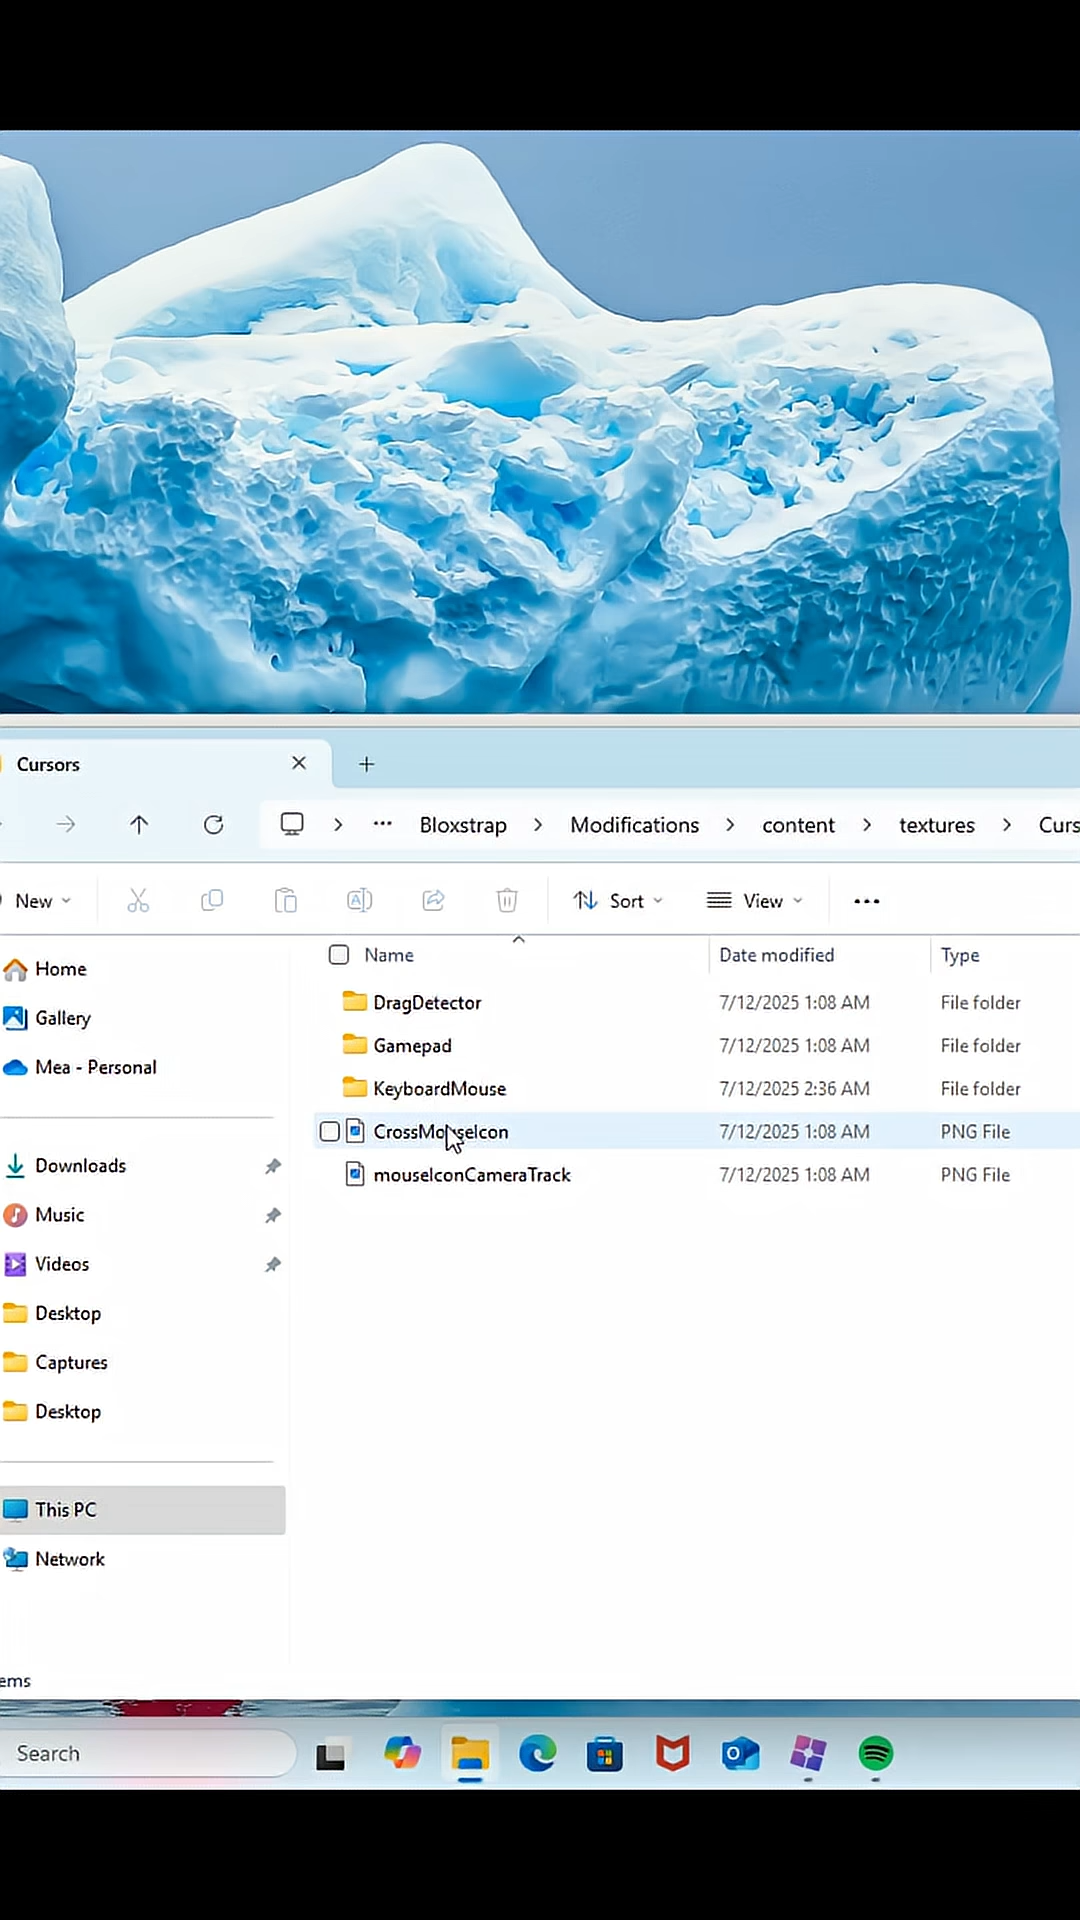 Cursors
Bloxstrap > Modifications > content > textures > Curs
New Sort View
Name Date modified Type
DragDetector 7/12/2025 1:08 AM File folder
Gamepad 7/12/2025 1:08 AM File folder
KeyboardMouse 7/12/2025 2:36 AM File folder
CrossMouseIcon 7/12/2025 1:08 AM PNG File
mouseIconCameraTrack 7/12/2025 1:08 AM PNG File
Home
Gallery
Mea - Personal
Downloads
Music
Videos
Desktop
Captures
Desktop
This PC
Network
ems
Search